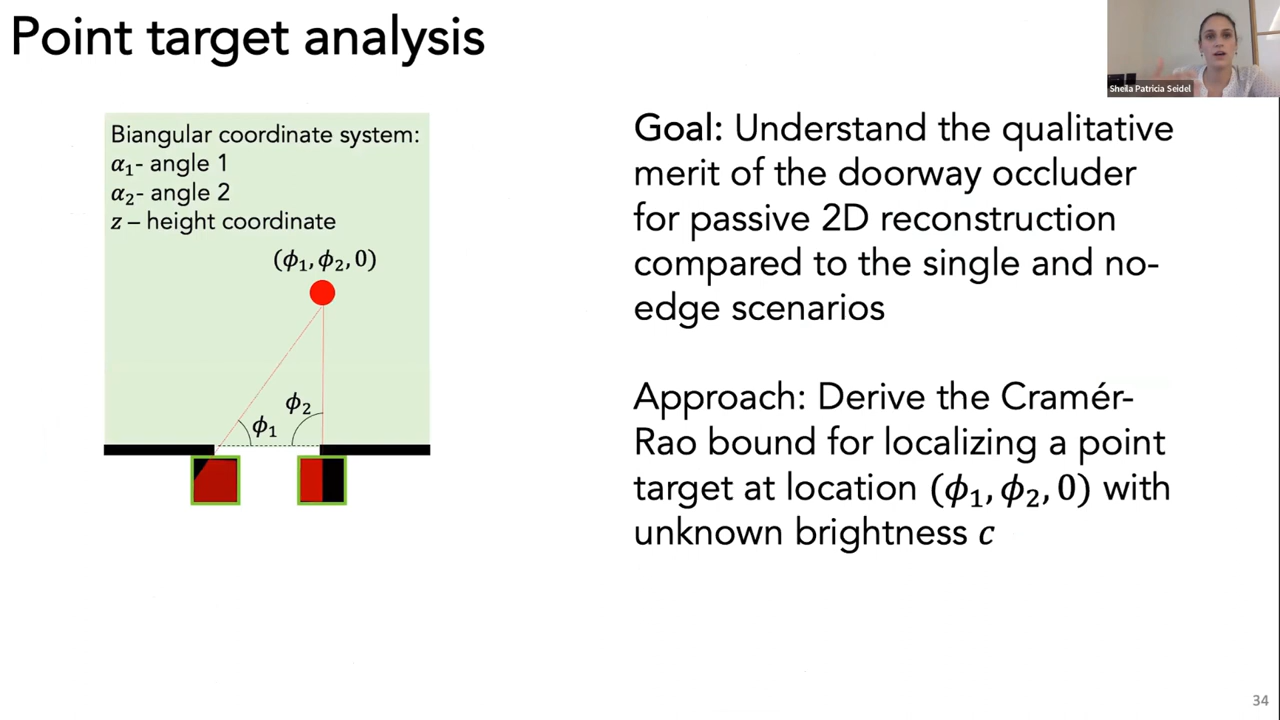 Point target analysis
Sheila Patricia Seidel
Biangular coordinate system:
α₁- angle 1
α₂- angle 2
z – height coordinate
(ϕ₁, ϕ₂, 0)
ϕ₂
ϕ₁
Goal: Understand the qualitative
merit of the doorway occluder
for passive 2D reconstruction
compared to the single and no-
edge scenarios
Approach: Derive the Cramér-
Rao bound for localizing a point
target at location (ϕ₁, ϕ₂, 0) with
unknown brightness c
34